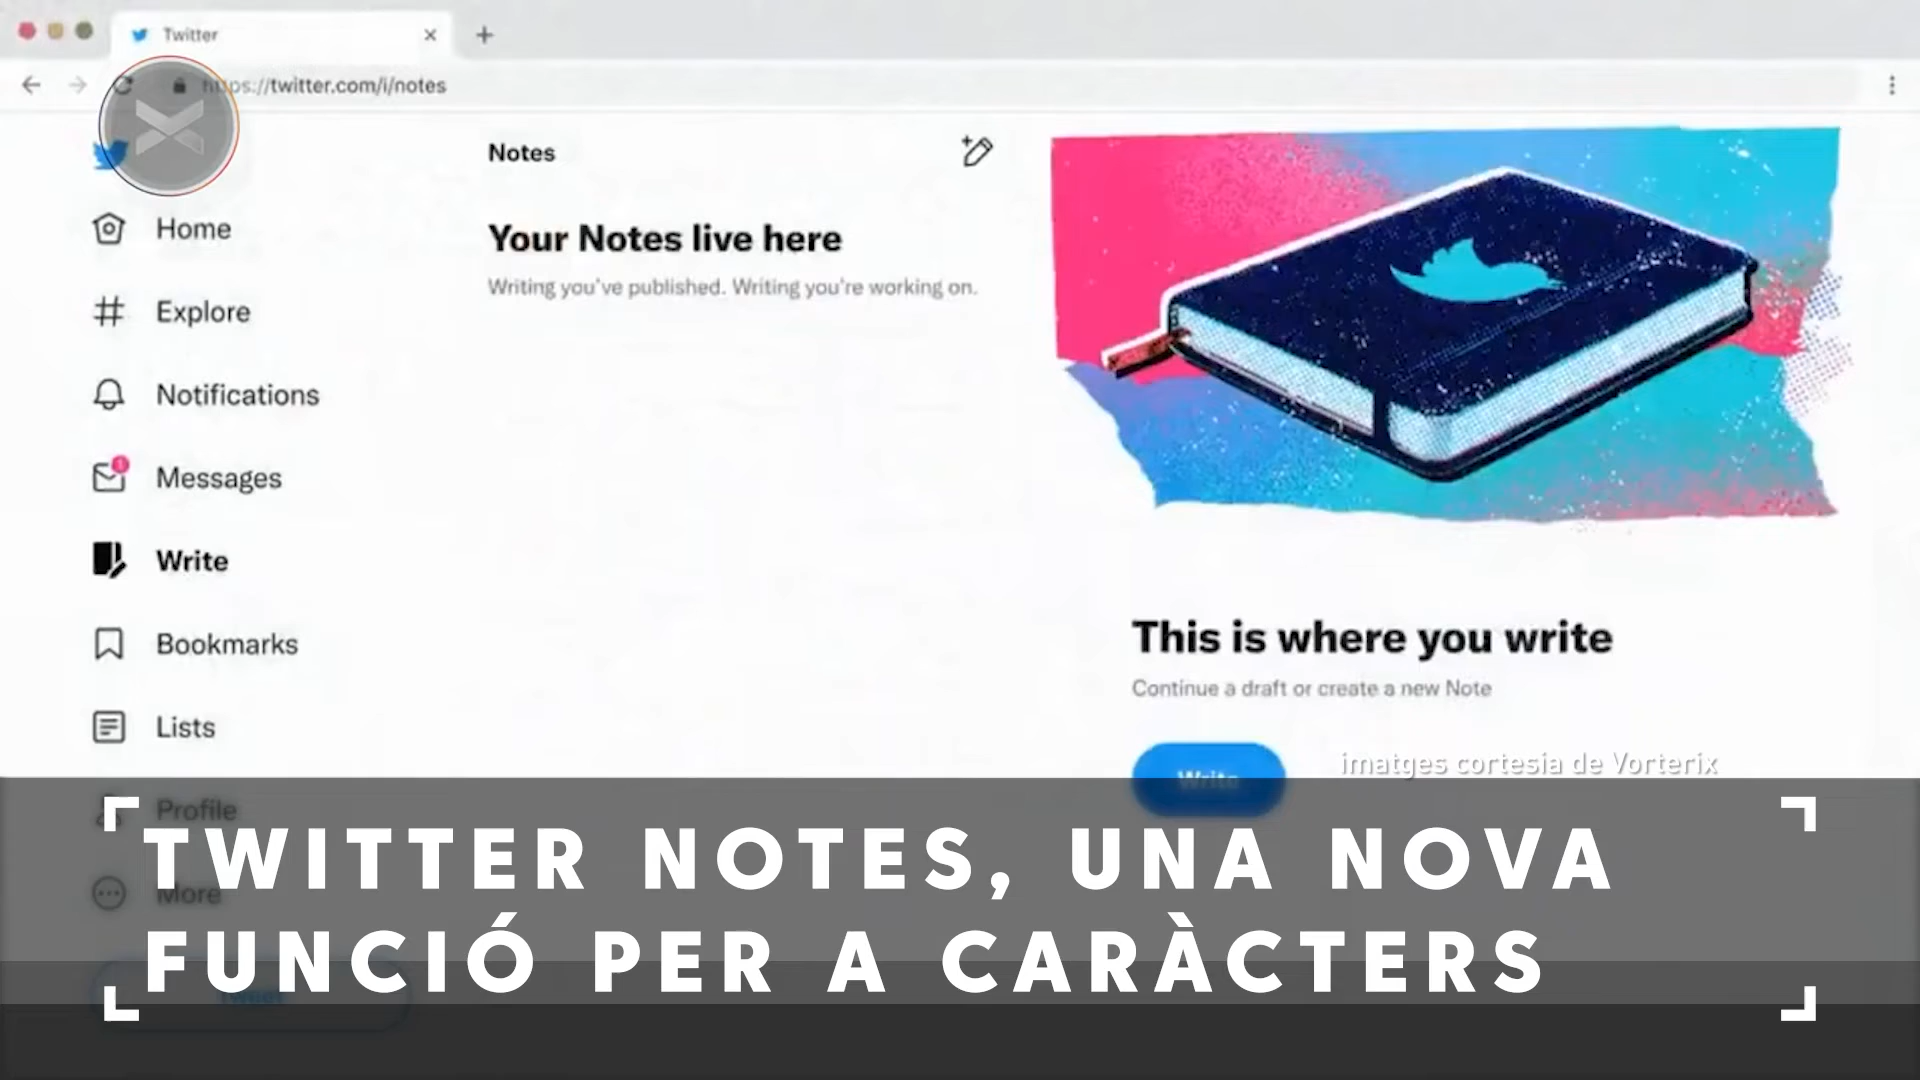 Twitter
https://twitter.com/i/notes
Notes
Your Notes live here
Writing you've published. Writing you're working on.
Home
Explore
Notifications
1
Messages
Write
Bookmarks
Lists
Profile
More
Tweet
This is where you write
Continue a draft or create a new Note
Write
imatges cortesia de Vorterix
TWITTER NOTES, UNA NOVA
FUNCIÓ PER A CARÀCTERS